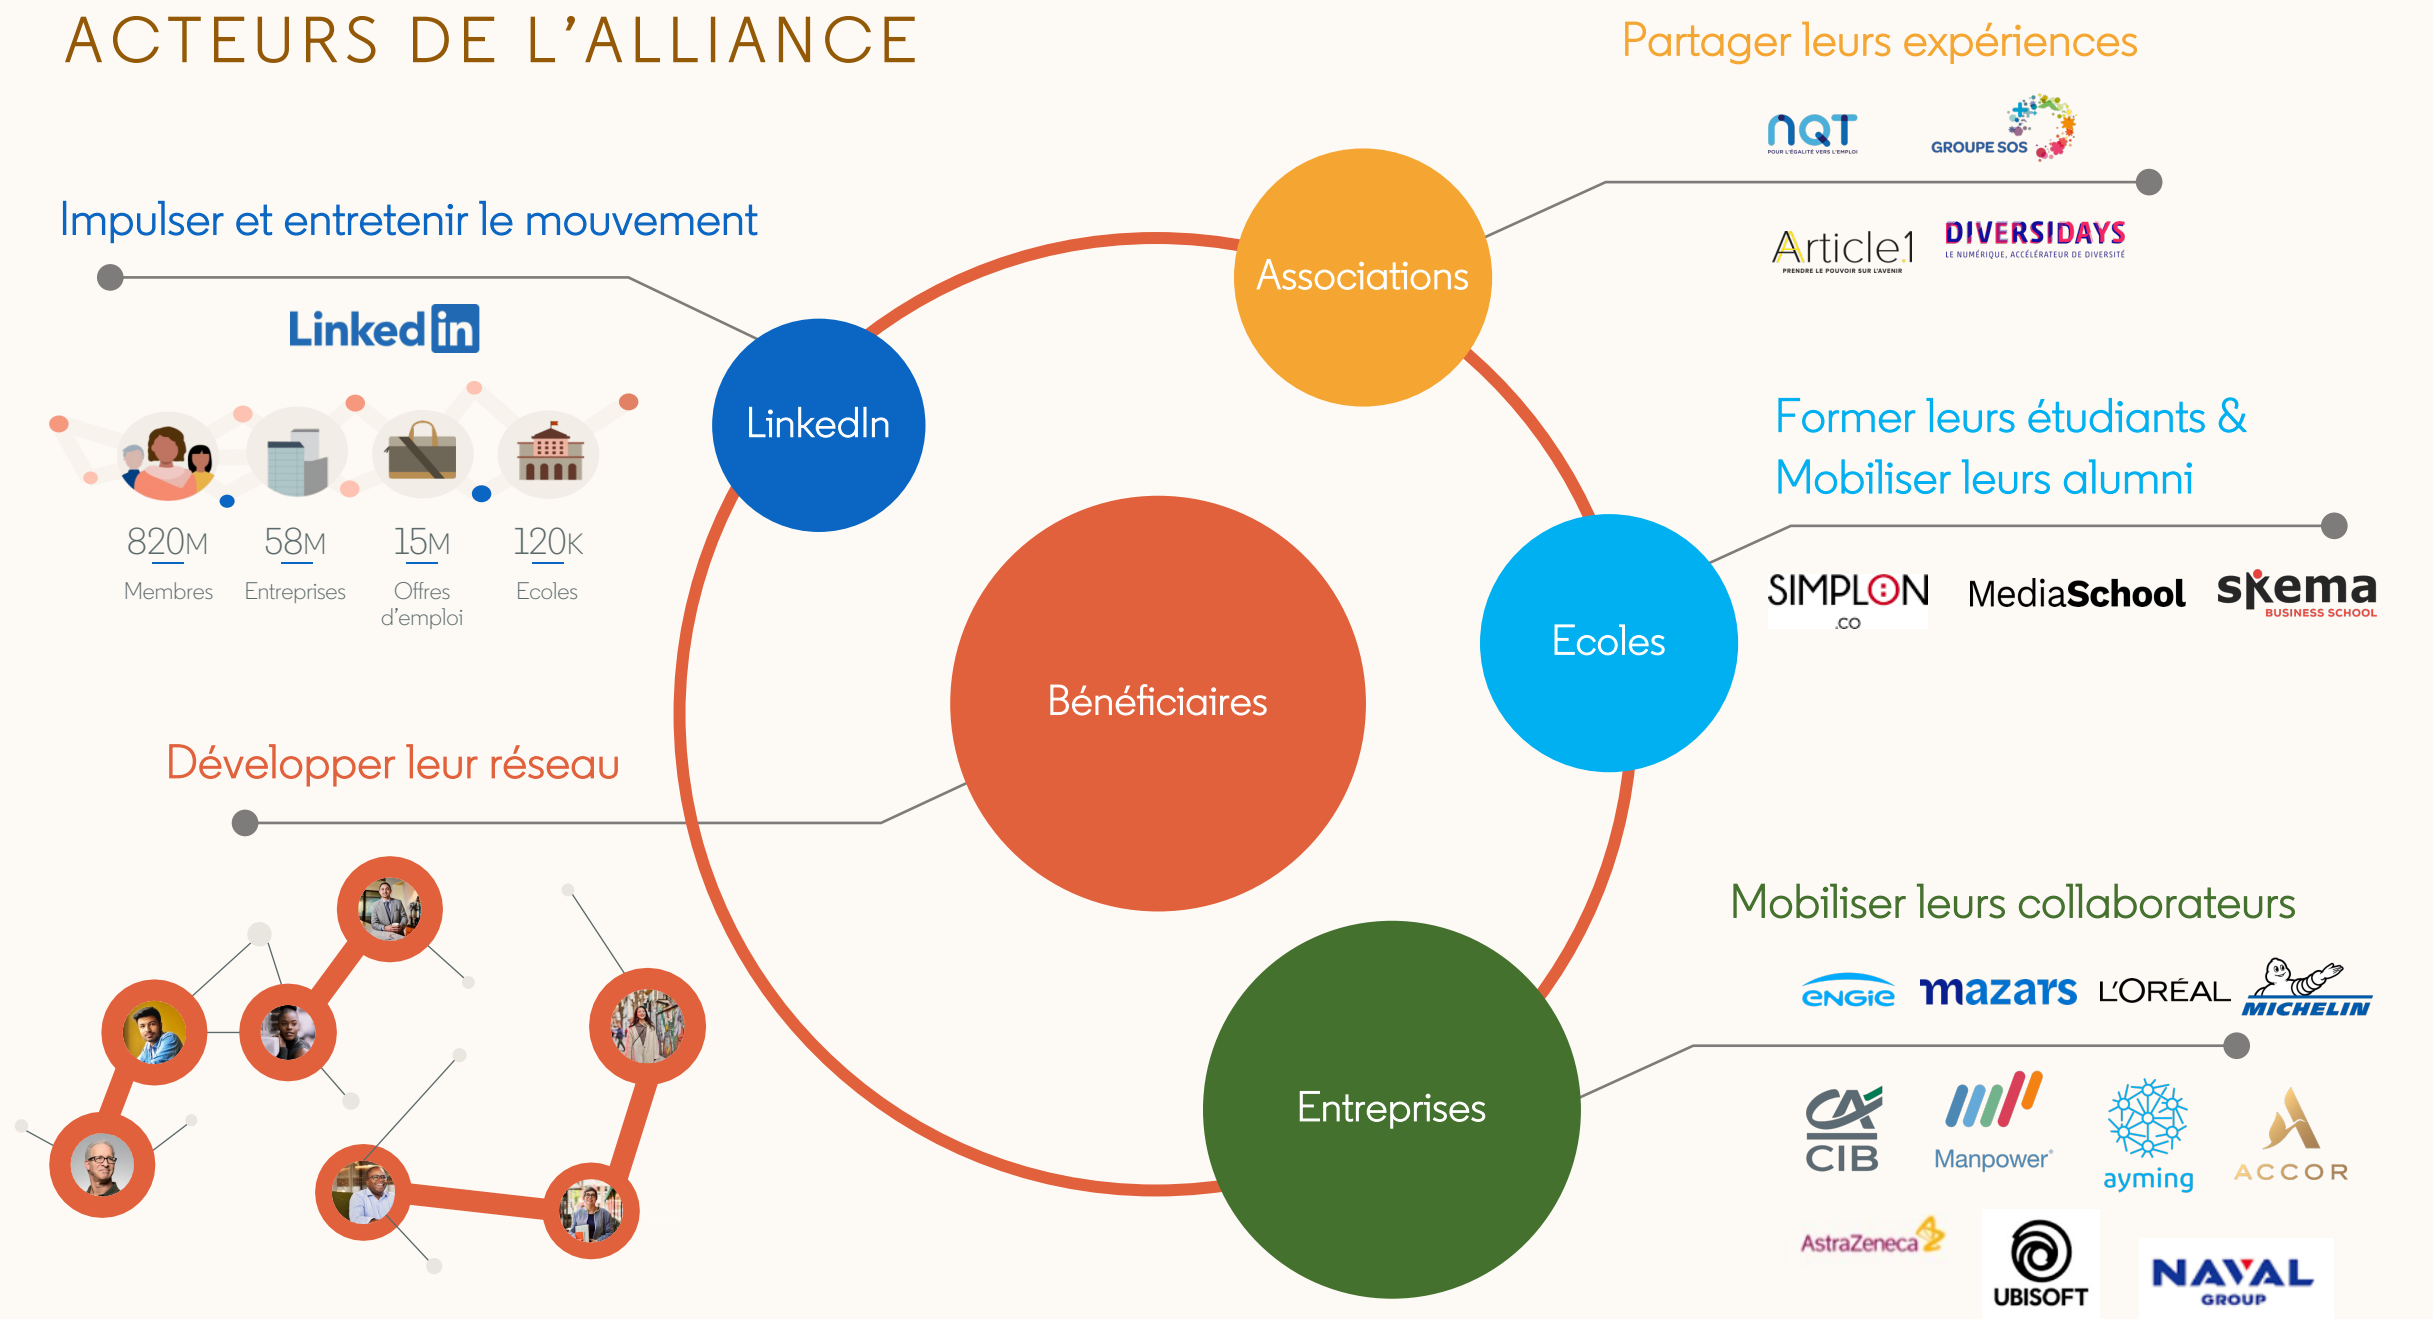 ACTEURS DE L'ALLIANCE
Impulser et entretenir le mouvement
LinkedIn
820M
58M
15M
120K
Membres
Entreprises
Offres
d'emploi
Ecoles
Développer leur réseau
LinkedIn
Associations
Ecoles
Bénéficiaires
Entreprises
Partager leurs expériences
NQT
POUR L'ÉGALITÉ VERS L'EMPLOI
GROUPE SOS
Article.1
PRENDRE LE POUVOIR SUR L'AVENIR
DIVERSIDAYS
LE NUMÉRIQUE, ACCÉLÉRATEUR DE DIVERSITÉ
Former leurs étudiants &
Mobiliser leurs alumni
SIMPLON
.CO
MediaSchool
skema
BUSINESS SCHOOL
Mobiliser leurs collaborateurs
ENGIE
mazars
L'ORÉAL
MICHELIN
CA
CIB
Manpower
ayming
ACCOR
AstraZeneca
UBISOFT
NAVAL
GROUP